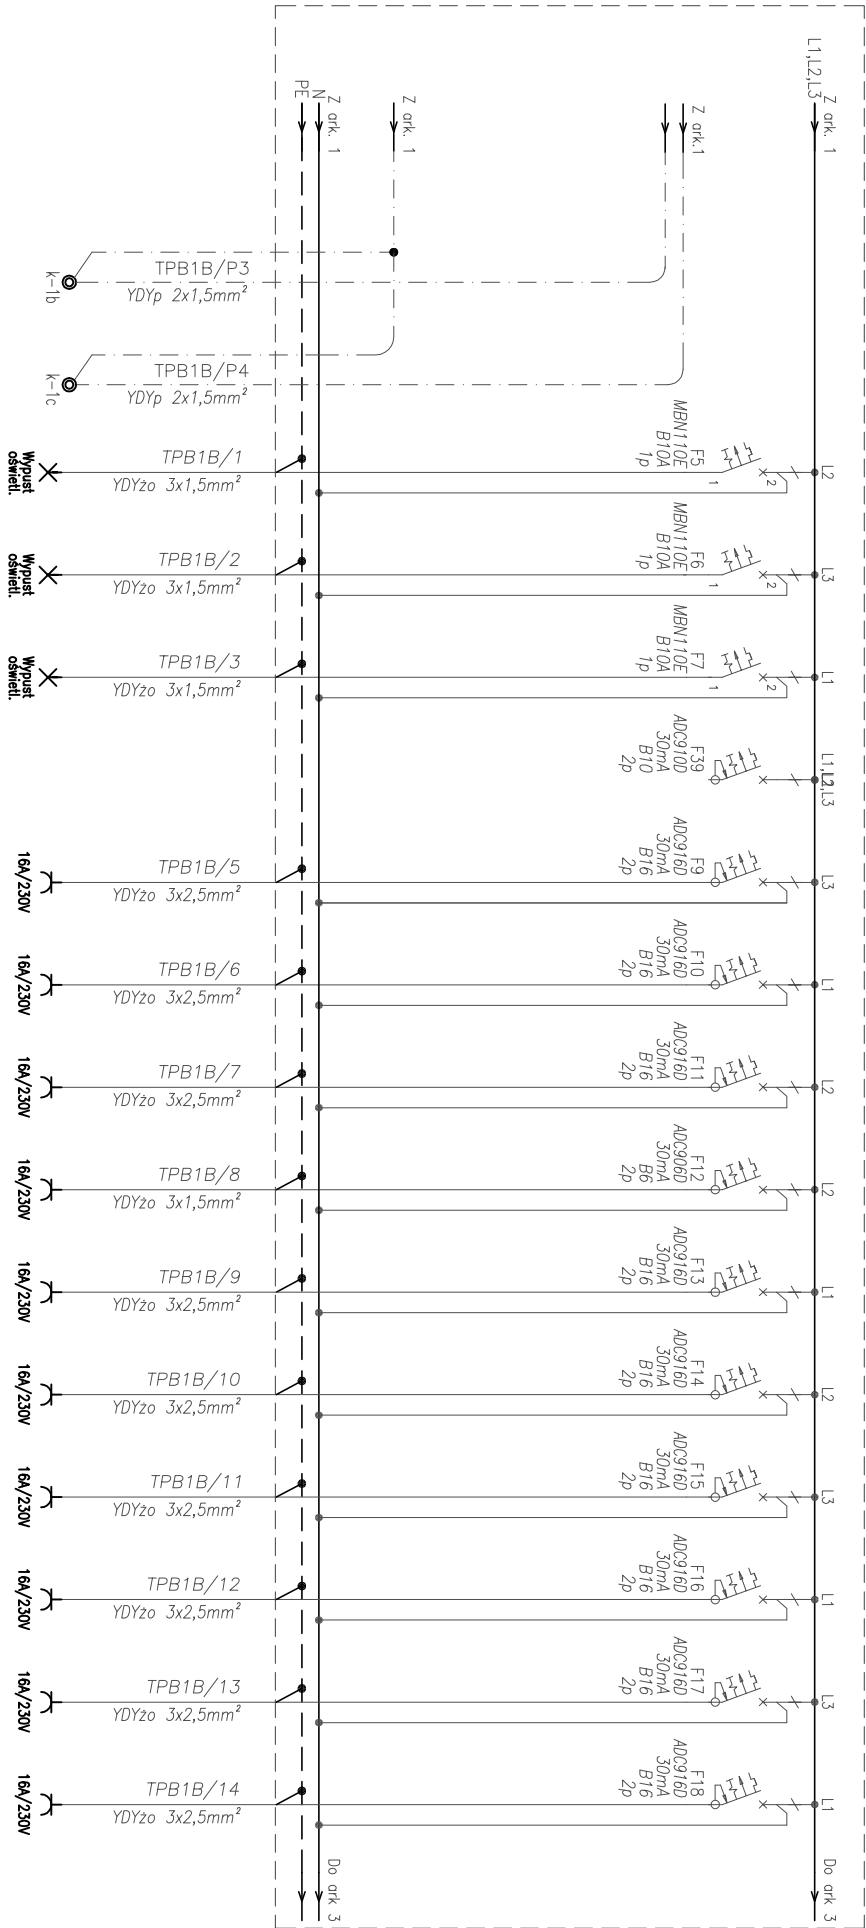 L1,L2,L3
Z ark. 1
Z ark.1
Z ark. 1
Z ark. 1
N
PE
TPB1B/P3
YDYp 2x1,5mm²
k-1b
TPB1B/P4
YDYp 2x1,5mm²
k-1c
L2
F5
MBN110E
B10A
1p
1
2
TPB1B/1
YDYżo 3x1,5mm²
Wypust
oświetl.
L3
F6
MBN110E
B10A
1p
1
2
TPB1B/2
YDYżo 3x1,5mm²
Wypust
oświetl.
L1
F7
MBN110E
B10A
1p
1
2
TPB1B/3
YDYżo 3x1,5mm²
Wypust
oświetl.
L1,L2,L3
F39
ADC910D
30mA
B10
2p
L3
F9
ADC916D
30mA
B16
2p
TPB1B/5
YDYżo 3x2,5mm²
16A/230V
L1
F10
ADC916D
30mA
B16
2p
TPB1B/6
YDYżo 3x2,5mm²
16A/230V
L2
F11
ADC916D
30mA
B16
2p
TPB1B/7
YDYżo 3x2,5mm²
16A/230V
L2
F12
ADC906D
30mA
B6
2p
TPB1B/8
YDYżo 3x1,5mm²
16A/230V
L1
F13
ADC916D
30mA
B16
2p
TPB1B/9
YDYżo 3x2,5mm²
16A/230V
L2
F14
ADC916D
30mA
B16
2p
TPB1B/10
YDYżo 3x2,5mm²
16A/230V
L3
F15
ADC916D
30mA
B16
2p
TPB1B/11
YDYżo 3x2,5mm²
16A/230V
L1
F16
ADC916D
30mA
B16
2p
TPB1B/12
YDYżo 3x2,5mm²
16A/230V
L3
F17
ADC916D
30mA
B16
2p
TPB1B/13
YDYżo 3x2,5mm²
16A/230V
L1
F18
ADC916D
30mA
B16
2p
TPB1B/14
YDYżo 3x2,5mm²
16A/230V
Do ark 3
Do ark 3